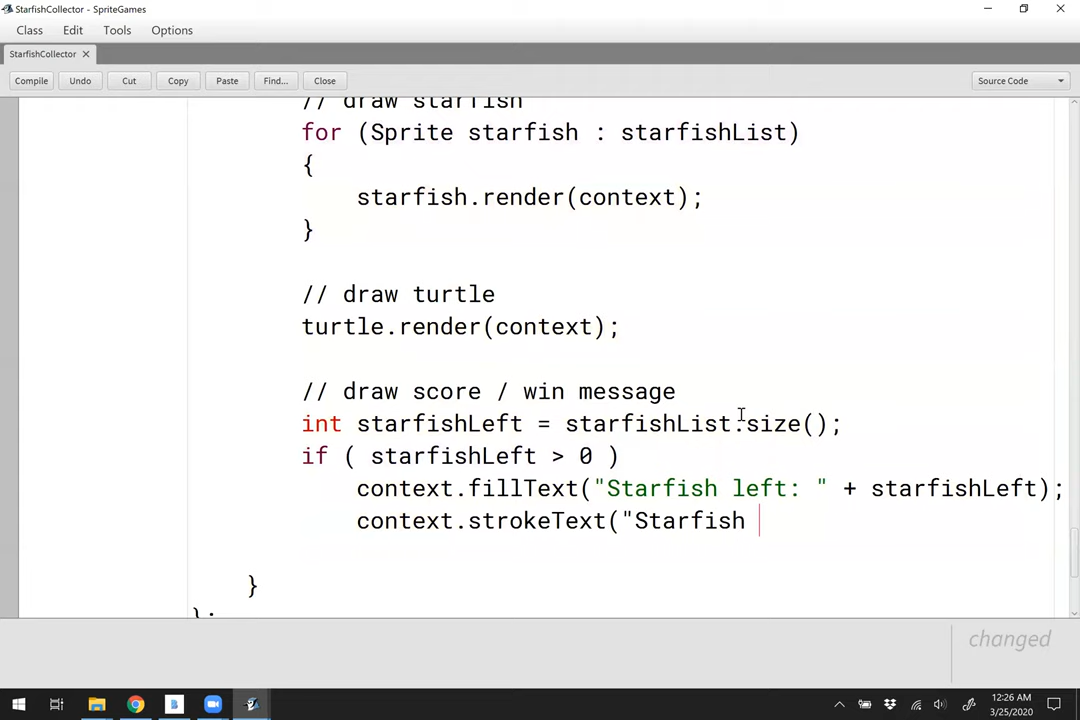 StarfishCollector - SpriteGames
Class Edit Tools Options
StarfishCollector ×
Compile Undo Cut Copy Paste Find... Close Source Code
// draw starfish
for (Sprite starfish : starfishList)
{
starfish.render(context);
}
// draw turtle
turtle.render(context);
// draw score / win message
int starfishLeft = starfishList.size();
if ( starfishLeft > 0 )
context.fillText("Starfish left: " + starfishLeft);
context.strokeText("Starfish
}
};
changed
12:26 AM
3/25/2020